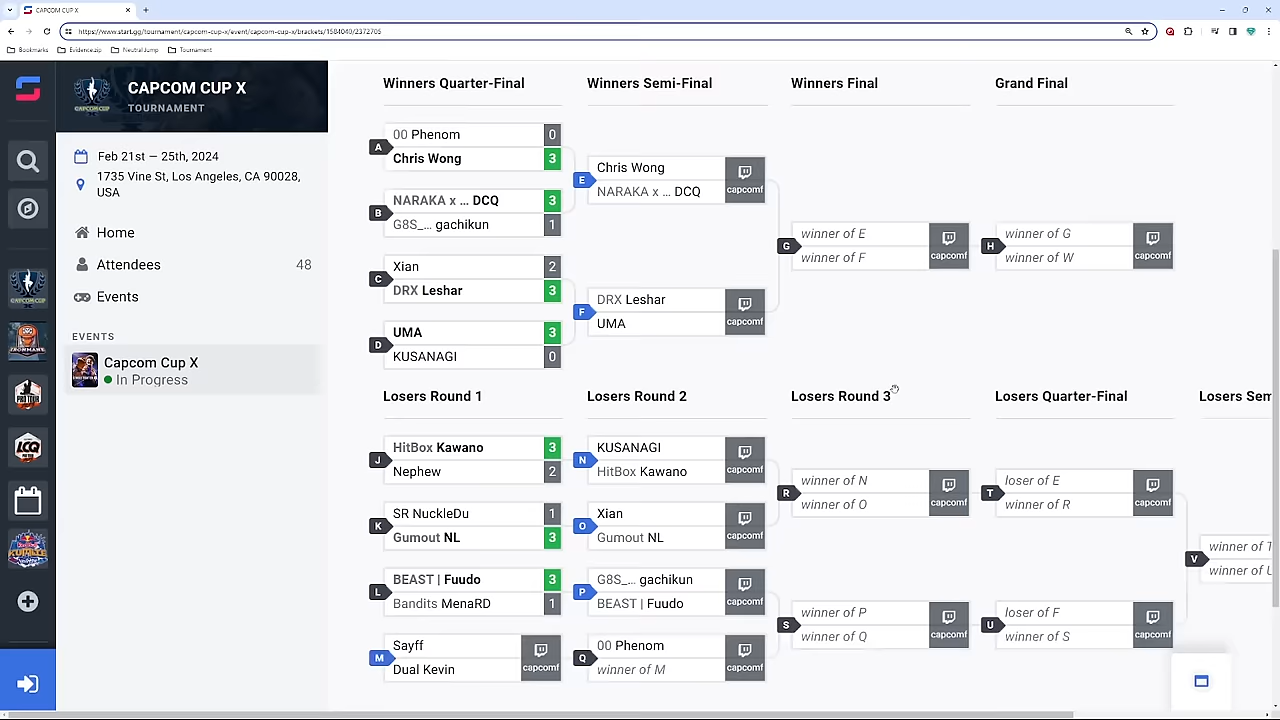 CAPCOM CUP X
https://www.start.gg/tournament/capcom-cup-x/event/capcom-cup-x/brackets/1584040/2372705
Bookmarks Evidence.zip Neutral Jump Tournament
CAPCOM CUP X
TOURNAMENT
Feb 21st — 25th, 2024
1735 Vine St, Los Angeles, CA 90028,
USA
Home
Attendees 48
Events
EVENTS
Capcom Cup X
In Progress
Winners Quarter-Final Winners Semi-Final Winners Final Grand Final
A
00 Phenom 0
Chris Wong 3
B
NARAKA x ... DCQ 3
G8S_... gachikun 1
C
Xian 2
DRX Leshar 3
D
UMA 3
KUSANAGI 0
E
Chris Wong
NARAKA x ... DCQ
capcomf
F
DRX Leshar
UMA
capcomf
G
winner of E
winner of F
capcomf
H
winner of G
winner of W
capcomf
Losers Round 1 Losers Round 2 Losers Round 3 Losers Quarter-Final Losers Sem
J
HitBox Kawano 3
Nephew 2
K
SR NuckleDu 1
Gumout NL 3
L
BEAST | Fuudo 3
Bandits MenaRD 1
M
Sayff
Dual Kevin
capcomf
N
KUSANAGI
HitBox Kawano
capcomf
O
Xian
Gumout NL
capcomf
P
G8S_... gachikun
BEAST | Fuudo
capcomf
Q
00 Phenom
winner of M
capcomf
R
winner of N
winner of O
capcomf
S
winner of P
winner of Q
capcomf
T
loser of E
winner of R
capcomf
U
loser of F
winner of S
capcomf
V
winner of T
winner of U